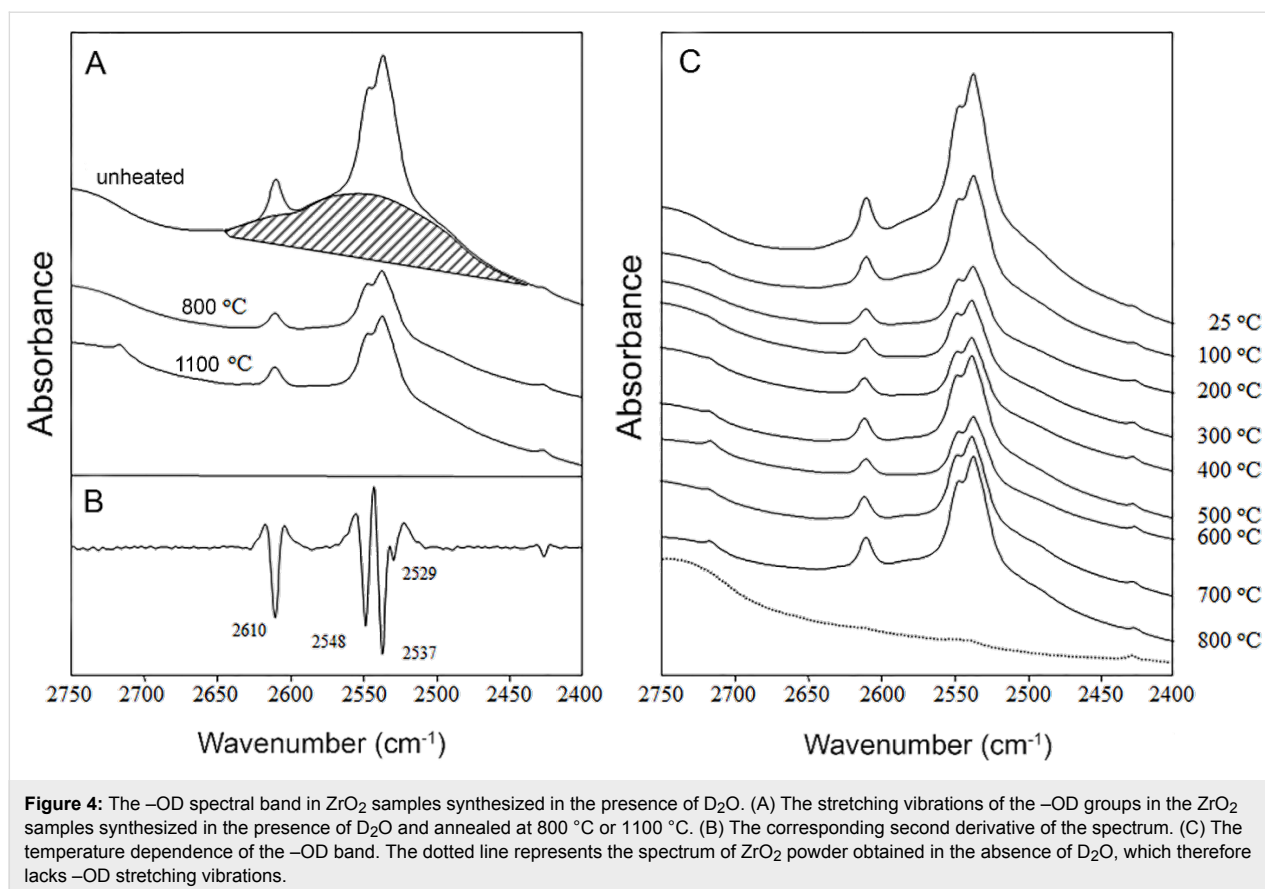 A
unheated
800 °C
1100 °C
Absorbance
B
2610
2548
2537
2529
2750 2700 2650 2600 2550 2500 2450 2400
Wavenumber (cm⁻¹)
C
Absorbance
25 °C
100 °C
200 °C
300 °C
400 °C
500 °C
600 °C
700 °C
800 °C
2750 2700 2650 2600 2550 2500 2450 2400
Wavenumber (cm⁻¹)
Figure 4: The –OD spectral band in ZrO₂ samples synthesized in the presence of D₂O. (A) The stretching vibrations of the –OD groups in the ZrO₂
samples synthesized in the presence of D₂O and annealed at 800 °C or 1100 °C. (B) The corresponding second derivative of the spectrum. (C) The
temperature dependence of the –OD band. The dotted line represents the spectrum of ZrO₂ powder obtained in the absence of D₂O, which therefore
lacks –OD stretching vibrations.